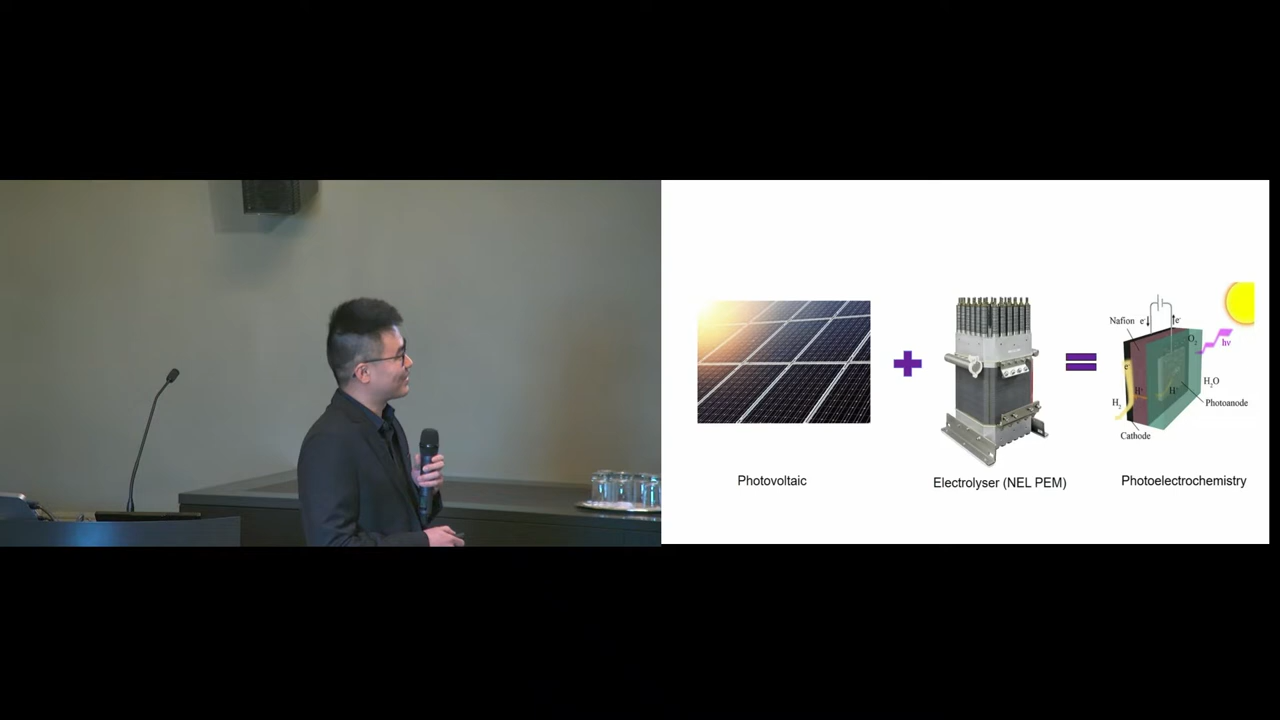 Nafion
e⁻
e⁻
O₂
hν
e⁻
H⁺
H⁺
H₂O
H₂
Photoanode
Cathode
Photovoltaic
Electrolyser (NEL PEM)
Photoelectrochemistry